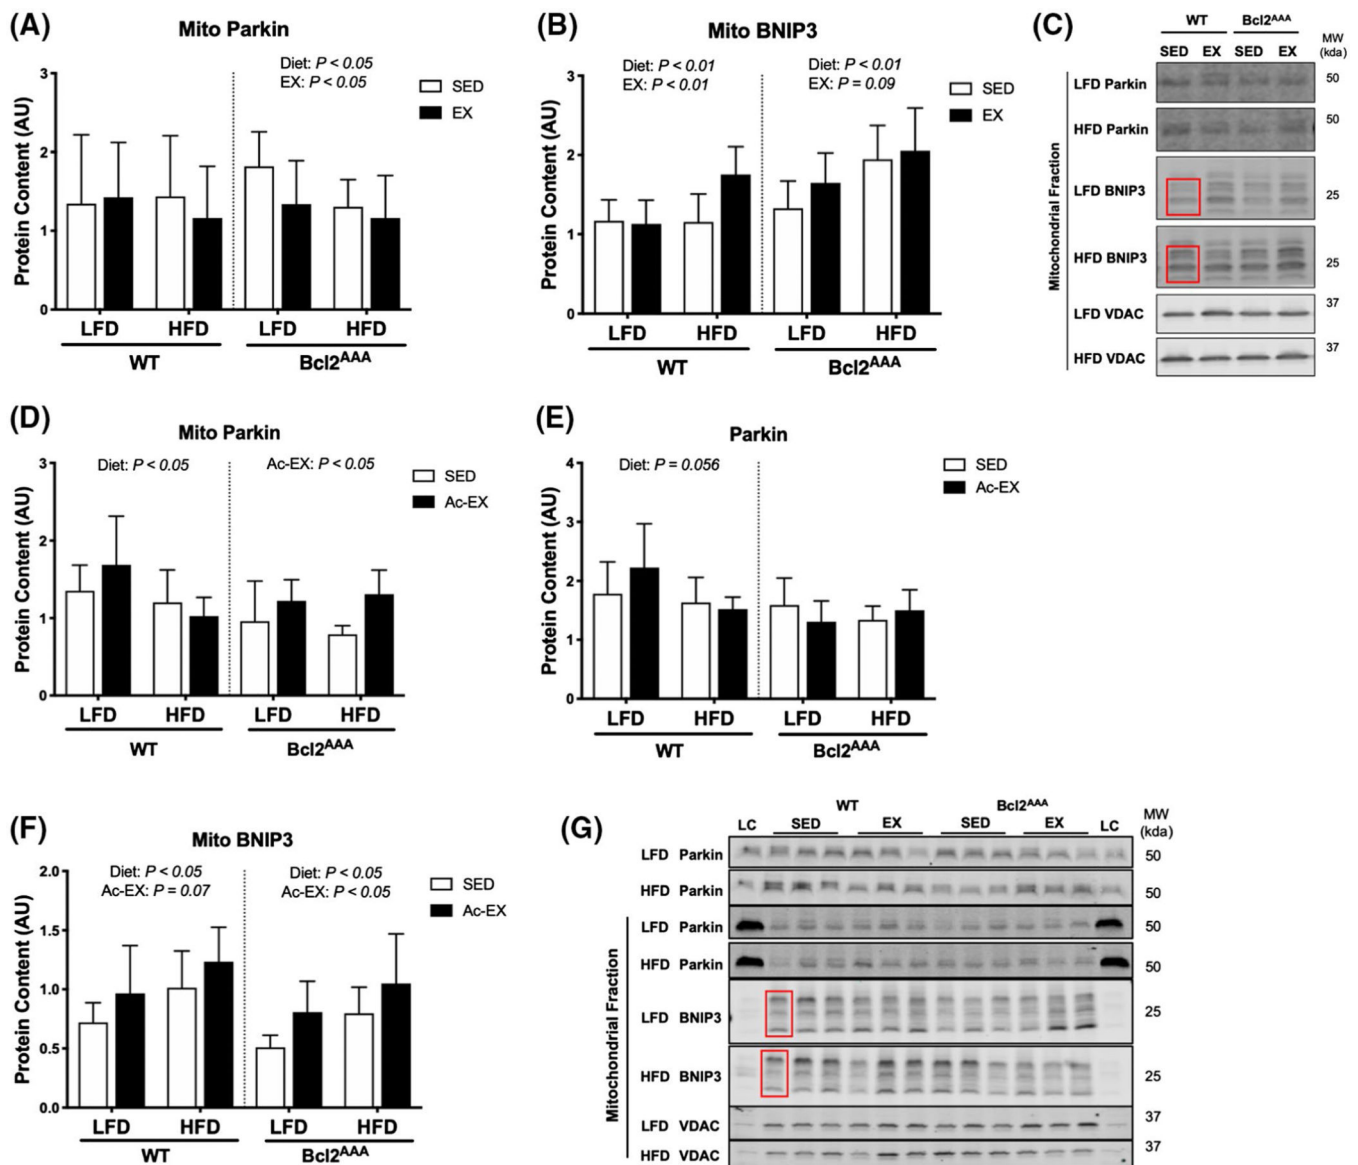 (A)
Mito Parkin
Diet: P < 0.05
EX: P < 0.05
SED
EX
Protein Content (AU)
3
2
1
0
LFD HFD LFD HFD
WT Bcl2AAA
(B)
Mito BNIP3
Diet: P < 0.01
EX: P < 0.01
Diet: P < 0.01
EX: P = 0.09
SED
EX
Protein Content (AU)
3
2
1
0
LFD HFD LFD HFD
WT Bcl2AAA
(C)
WT Bcl2AAA
SED EX SED EX
MW
(kda)
Mitochondrial Fraction
LFD Parkin 50
HFD Parkin 50
LFD BNIP3 25
HFD BNIP3 25
LFD VDAC 37
HFD VDAC 37
(D)
Mito Parkin
Diet: P < 0.05
Ac-EX: P < 0.05
SED
Ac-EX
Protein Content (AU)
3
2
1
0
LFD HFD LFD HFD
WT Bcl2AAA
(E)
Parkin
Diet: P = 0.056
SED
Ac-EX
Protein Content (AU)
4
3
2
1
0
LFD HFD LFD HFD
WT Bcl2AAA
(F)
Mito BNIP3
Diet: P < 0.05
Ac-EX: P = 0.07
Diet: P < 0.05
Ac-EX: P < 0.05
SED
Ac-EX
Protein Content (AU)
2.0
1.5
1.0
0.5
0.0
LFD HFD LFD HFD
WT Bcl2AAA
(G)
WT Bcl2AAA
LC SED EX SED EX LC
MW
(kda)
LFD Parkin 50
HFD Parkin 50
Mitochondrial Fraction
LFD Parkin 50
HFD Parkin 50
LFD BNIP3 25
HFD BNIP3 25
LFD VDAC 37
HFD VDAC 37